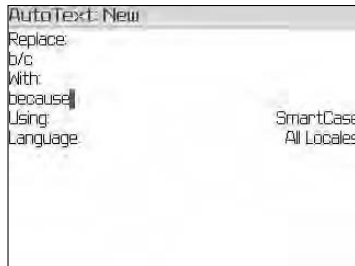 AutoText: New
Replace:
b/c
With:
because
Using: SmartCase
Language: All Locales